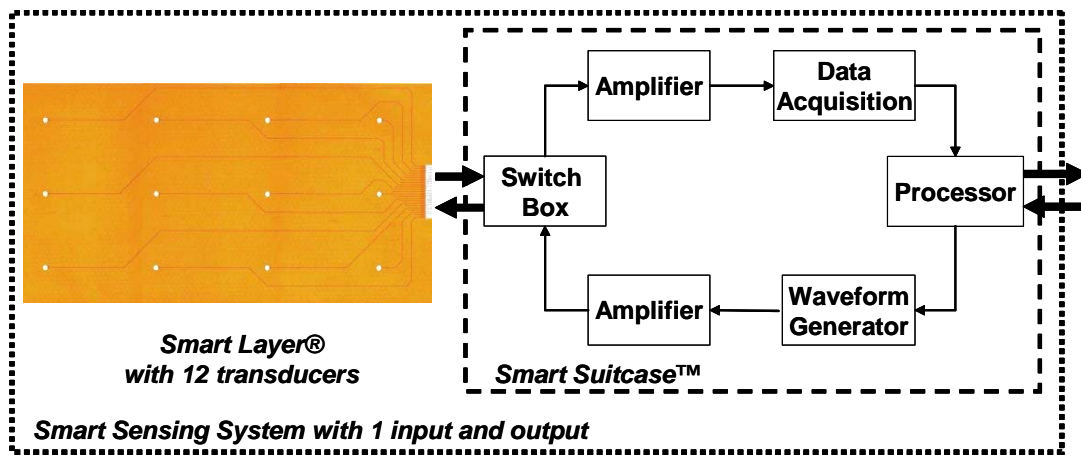 Amplifier
Data
Acquisition
Switch
Box
Processor
Amplifier
Waveform
Generator
Smart Layer®
with 12 transducers
Smart Suitcase™
Smart Sensing System with 1 input and output